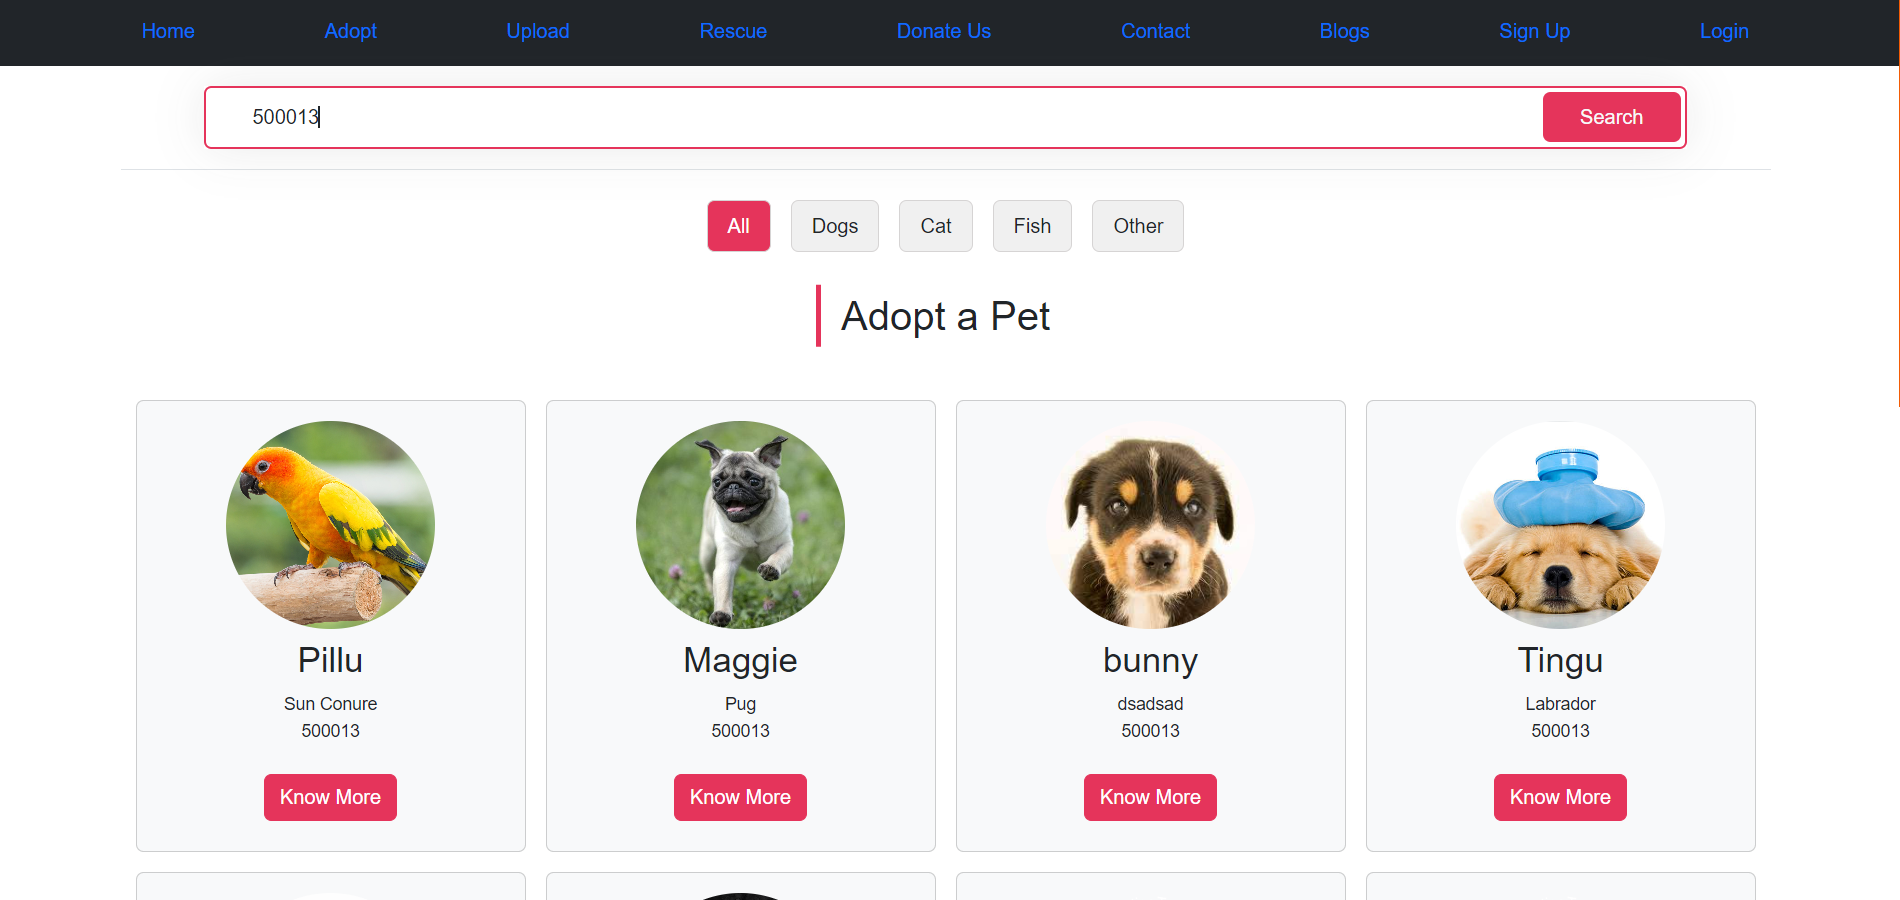 Home Adopt Upload Rescue Donate Us Contact Blogs Sign Up Login
500013 Search
All Dogs Cat Fish Other
Adopt a Pet
Pillu
Sun Conure
500013
Know More
Maggie
Pug
500013
Know More
bunny
dsadsad
500013
Know More
Tingu
Labrador
500013
Know More